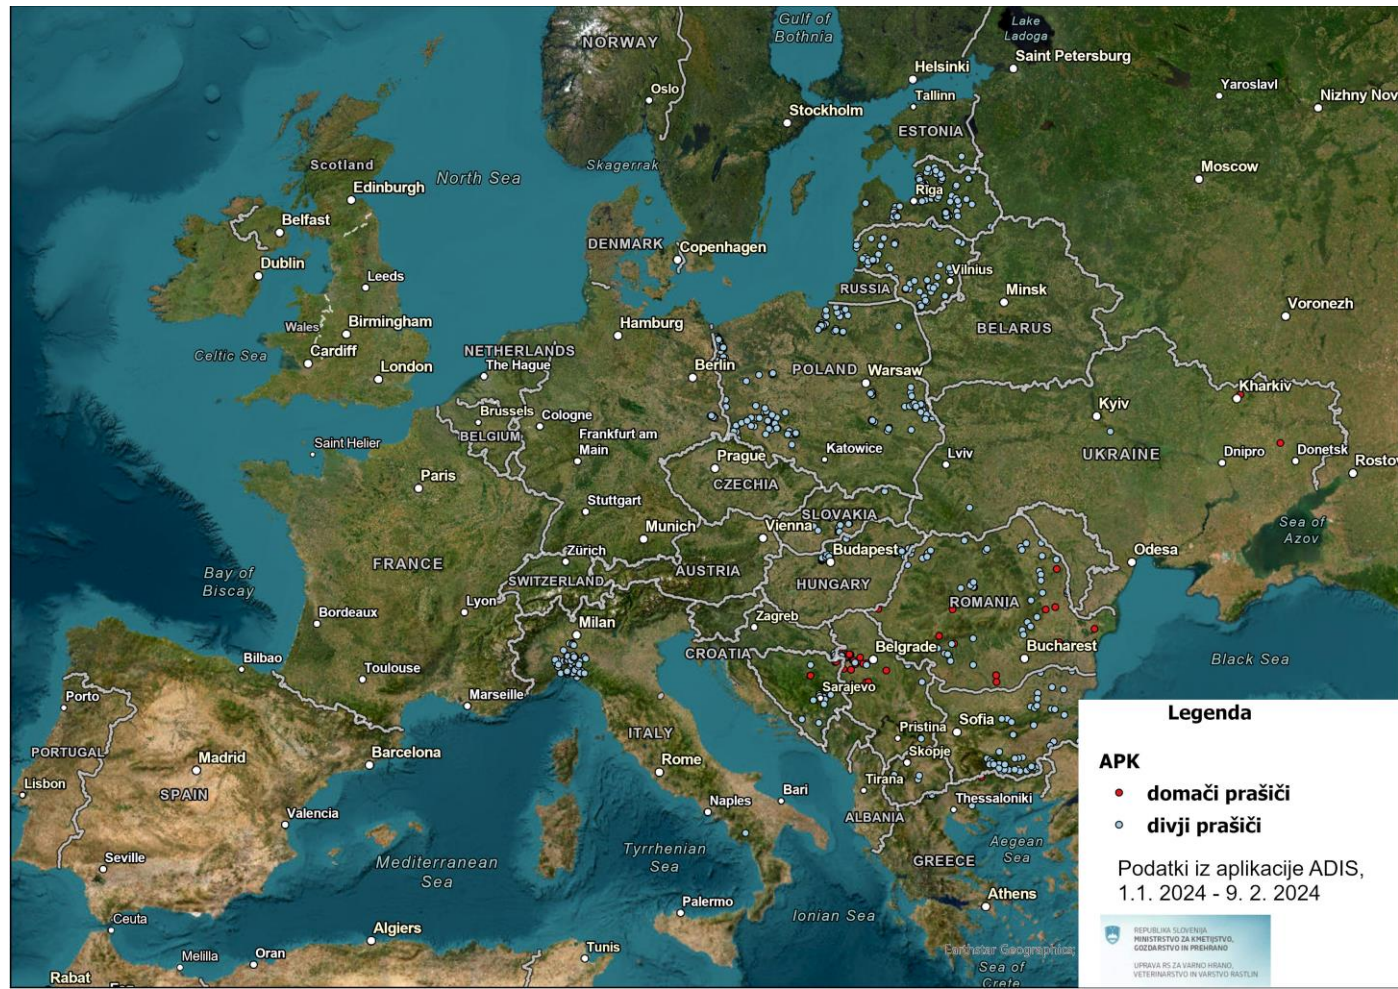 Gulf of
Bothnia
Lake
Ladoga
NORWAY
Helsinki
Saint Petersburg
Oslo
Tallinn
Yaroslavl
Nizhny Nov
Stockholm
ESTONIA
Scotland
Skagerrak
North Sea
Moscow
Edinburgh
Rīga
Belfast
DENMARK
Copenhagen
Dublin
Leeds
Vilnius
RUSSIA
Minsk
Voronezh
Wales
Birmingham
Hamburg
BELARUS
Celtic Sea
Cardiff
NETHERLANDS
The Hague
London
Berlin
POLAND
Warsaw
Kharkiv
Brussels
Cologne
Kyiv
BELGIUM
Saint Helier
Frankfurt am
Main
Katowice
Lviv
UKRAINE
Dnipro
Donetsk
Rostov
Paris
Prague
CZECHIA
Stuttgart
SLOVAKIA
Sea of
Azov
Munich
Vienna
Zürich
Budapest
Odesa
FRANCE
SWITZERLAND
AUSTRIA
HUNGARY
Bay of
Biscay
Lyon
ROMANIA
Bordeaux
Milan
Zagreb
CROATIA
Belgrade
Bucharest
Bilbao
Toulouse
Black Sea
Porto
Marseille
Sarajevo
Legenda
Pristina
Sofia
ITALY
Skopje
PORTUGAL
Madrid
Barcelona
Rome
APK
Lisbon
SPAIN
Tirana
Bari
domači prašiči
Valencia
Naples
Thessaloniki
ALBANIA
divji prašiči
Seville
Mediterranean
Sea
Tyrrhenian
Sea
GREECE
Aegean
Sea
Podatki iz aplikacije ADIS,
1.1. 2024 - 9. 2. 2024
Athens
Palermo
Ionian Sea
Ceuta
Algiers
REPUBLIKA SLOVENIJA
MINISTRSTVO ZA KMETIJSTVO,
GOZDARSTVO IN PREHRANO
Melilla
Oran
Tunis
Earthstar Geographics;
UPRAVA RS ZA VARNO HRANO,
VETERINARSTVO IN VARSTVO RASTLIN
Rabat
Sea of
Crete